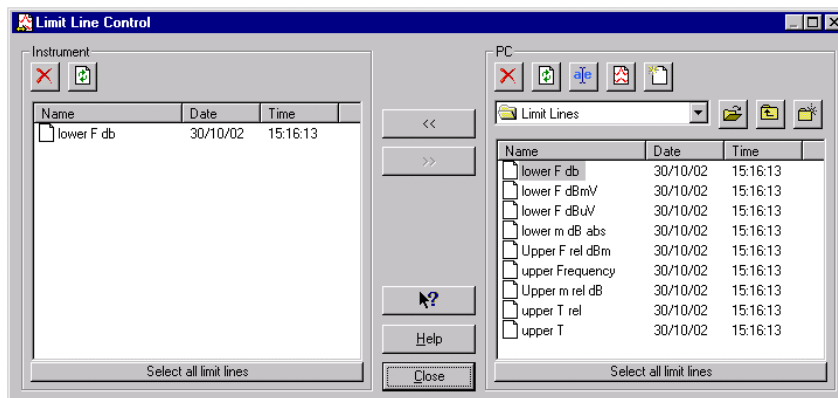 Limit Line Control
Instrument
Name Date Time
lower F db 30/10/02 15:16:13
Select all limit lines
<<
>>
?
Help
Close
PC
aje
Limit Lines
Name Date Time
lower F db 30/10/02 15:16:13
lower F dBmV 30/10/02 15:16:13
lower F dBuV 30/10/02 15:16:13
lower m dB abs 30/10/02 15:16:13
Upper F rel dBm 30/10/02 15:16:13
upper Frequency 30/10/02 15:16:13
Upper m rel dB 30/10/02 15:16:13
upper T rel 30/10/02 15:16:13
upper T 30/10/02 15:16:13
Select all limit lines